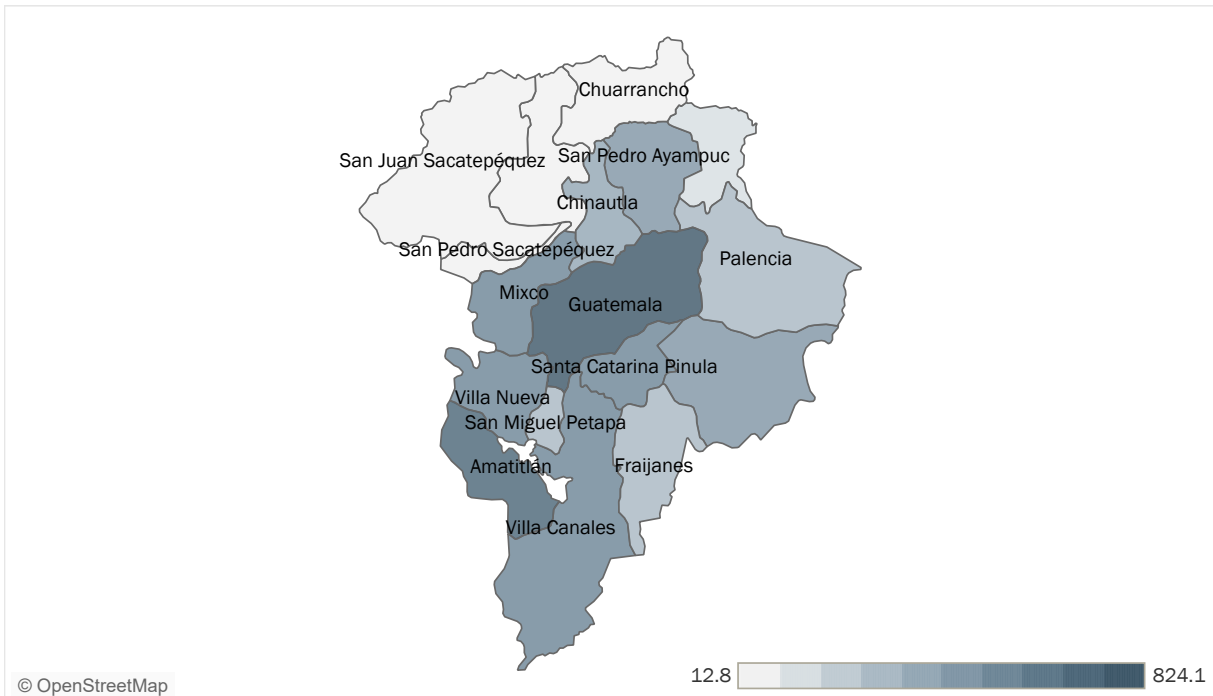 Chuarrancho
San Juan Sacatepéquez
San Pedro Ayampuc
Chinautla
San Pedro Sacatepéquez
Palencia
Mixco
Guatemala
Santa Catarina Pinula
Villa Nueva
San Miguel Petapa
Amatitlán
Fraijanes
Villa Canales
12.8
824.1
© OpenStreetMap